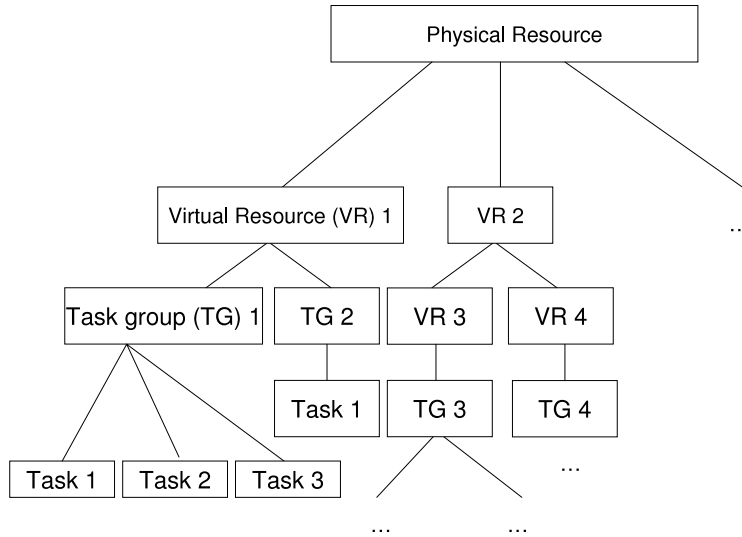 Physical Resource
Virtual Resource (VR) 1
VR 2
..
Task group (TG) 1
TG 2
VR 3
VR 4
Task 1
TG 3
TG 4
Task 1
Task 2
Task 3
...
...
...